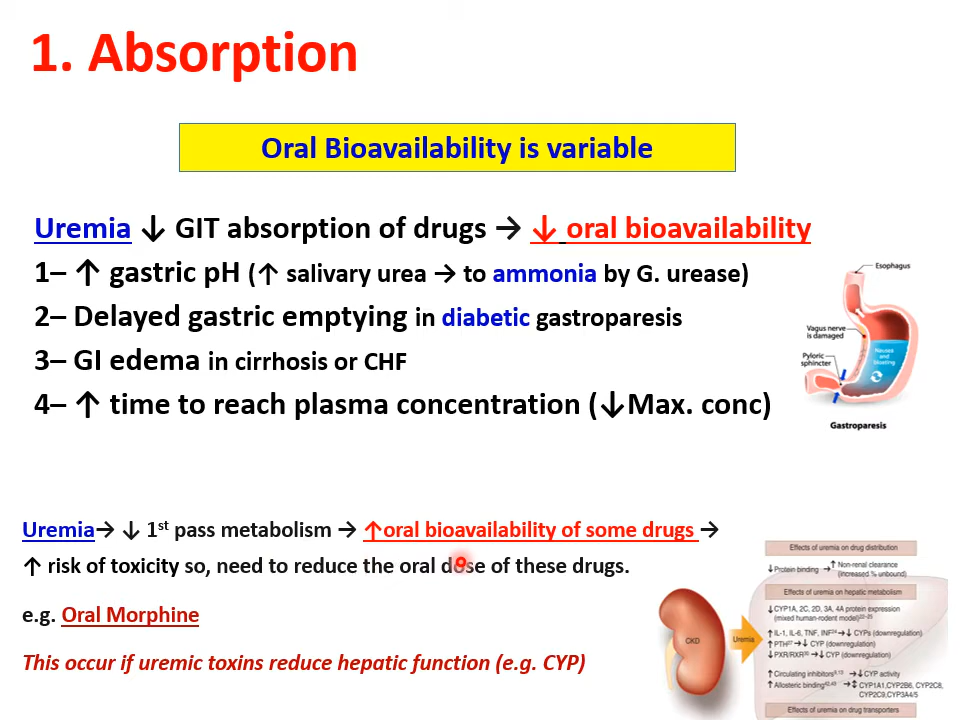 1. Absorption
Oral Bioavailability is variable
Uremia ↓ GIT absorption of drugs → ↓ oral bioavailability
1– ↑ gastric pH (↑ salivary urea → to ammonia by G. urease)
2– Delayed gastric emptying in diabetic gastroparesis
3– GI edema in cirrhosis or CHF
4– ↑ time to reach plasma concentration (↓Max. conc)
Esophagus
Vagus nerve
is damaged
Pyloric
sphincter
Nausea
and
bloating
Gastroparesis
Uremia→ ↓ 1st pass metabolism → ↑oral bioavailability of some drugs →
↑ risk of toxicity so, need to reduce the oral dose of these drugs.
e.g. Oral Morphine
This occur if uremic toxins reduce hepatic function (e.g. CYP)
CKD
Uremia
Effects of uremia on drug distribution
↓Protein binding → ↑ Non-renal clearance
(increased % unbound)
Effects of uremia on hepatic metabolism
↓CYP1A, 2C, 2D, 3A, 4A protein expression
(mixed human-rodent model)
↑IL-1, IL-6, TNF, INF →↓ CYPs (downregulation)
↑PTH →↓ CYP (downregulation)
↓PXR/RXR →↓ CYP (downregulation)
↑Circulating inhibitors →↓CYP activity
↑Allosteric binding →↕ CYP1A1,CYP2B6, CYP2C8,
CYP2C9,CYP3A4/5
Effects of uremia on drug transporters